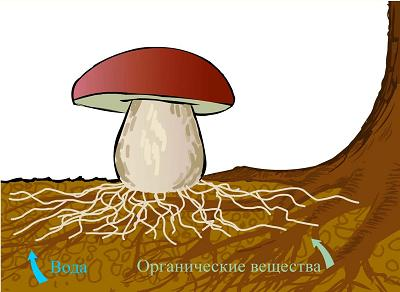 Вода
Органические вещества